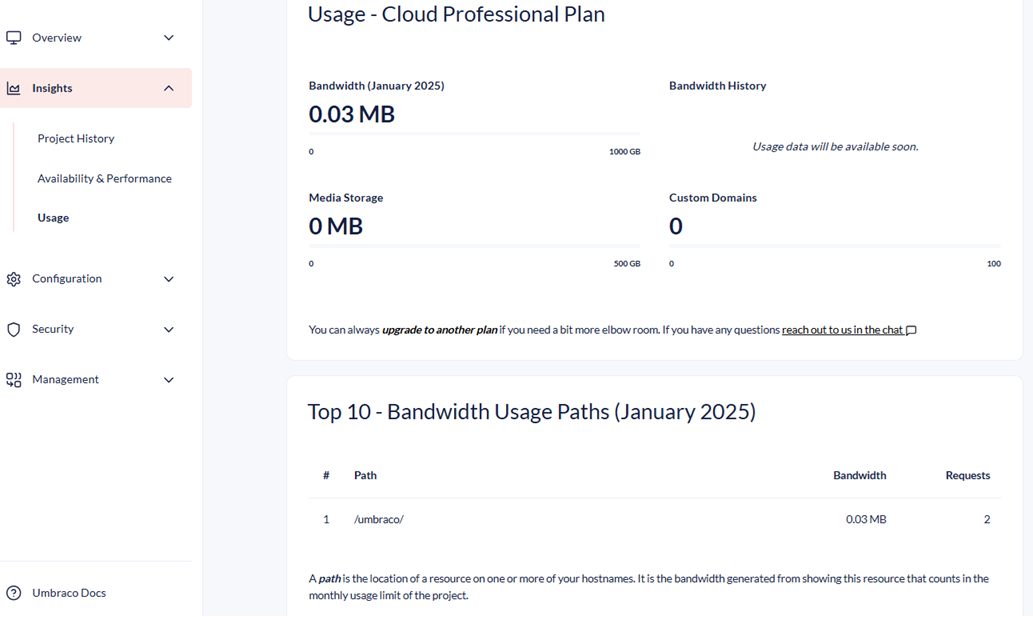 Overview
Insights
Project History
Availability & Performance
Usage
Configuration
Security
Management
Umbraco Docs
Usage - Cloud Professional Plan
Bandwidth (January 2025)
0.03 MB
0 1000 GB
Bandwidth History
Usage data will be available soon.
Media Storage
0 MB
0 500 GB
Custom Domains
0
0 100
You can always upgrade to another plan if you need a bit more elbow room. If you have any questions reach out to us in the chat
Top 10 - Bandwidth Usage Paths (January 2025)
# Path Bandwidth Requests
1 /umbraco/ 0.03 MB 2
A path is the location of a resource on one or more of your hostnames. It is the bandwidth generated from showing this resource that counts in the
monthly usage limit of the project.